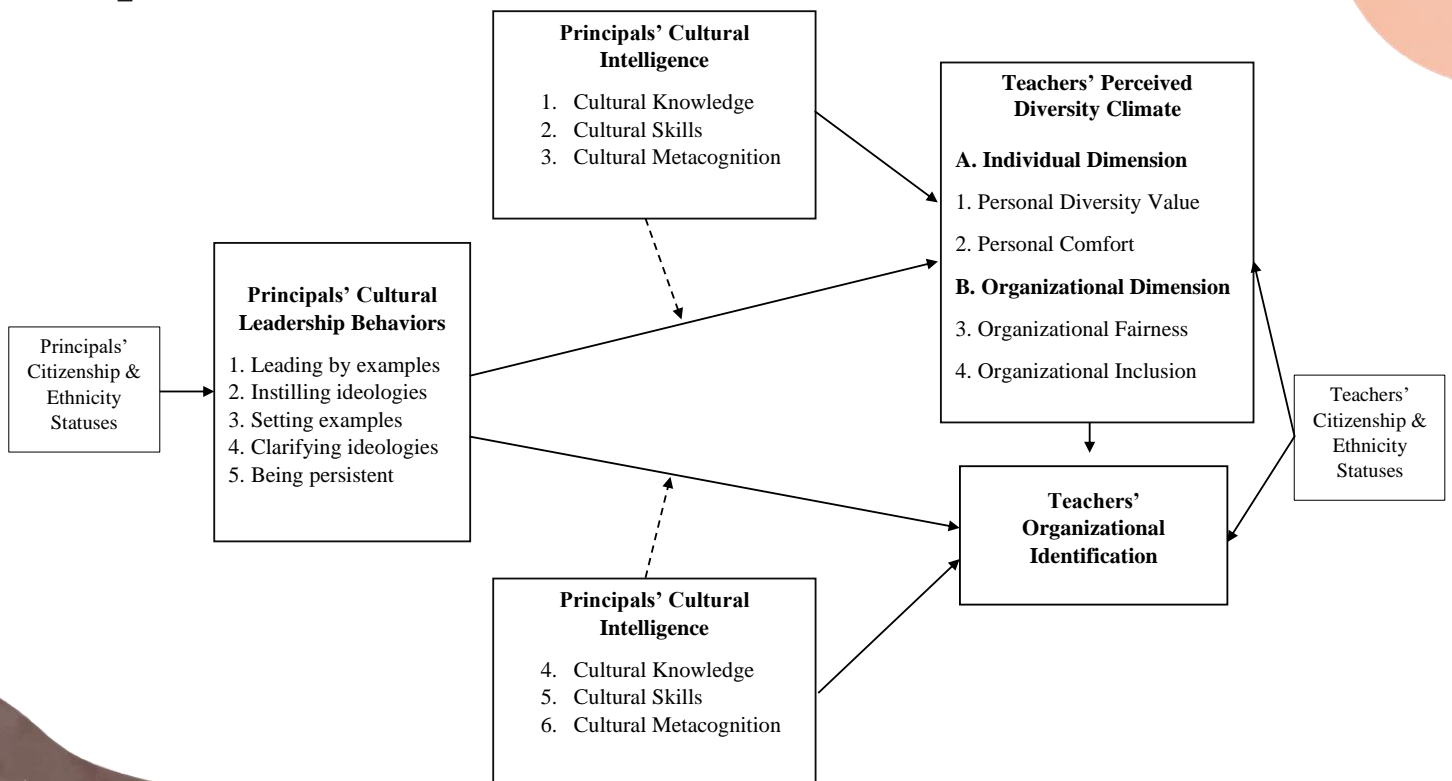 Principals' Cultural
Intelligence
1. Cultural Knowledge
2. Cultural Skills
3. Cultural Metacognition
Teachers' Perceived
Diversity Climate
A. Individual Dimension
1. Personal Diversity Value
2. Personal Comfort
B. Organizational Dimension
3. Organizational Fairness
4. Organizational Inclusion
Principals' Cultural
Leadership Behaviors
1. Leading by examples
2. Instilling ideologies
3. Setting examples
4. Clarifying ideologies
5. Being persistent
Principals'
Citizenship &
Ethnicity
Statuses
Teachers'
Citizenship &
Ethnicity
Statuses
Teachers'
Organizational
Identification
Principals' Cultural
Intelligence
4. Cultural Knowledge
5. Cultural Skills
6. Cultural Metacognition